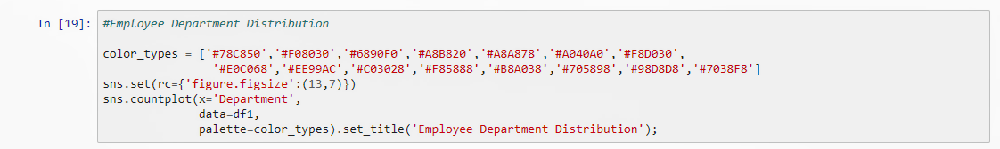 In [19]: #Employee Department Distribution
color_types = ['#78C850','#F08030','#6890F0','#A8B820','#A8A878','#A040A0','#F8D030',
'#E0C068','#EE99AC','#C03028','#F85888','#B8A038','#705898','#98D8D8','#7038F8']
sns.set(rc={'figure.figsize':(13,7)})
sns.countplot(x='Department',
data=df1,
palette=color_types).set_title('Employee Department Distribution');